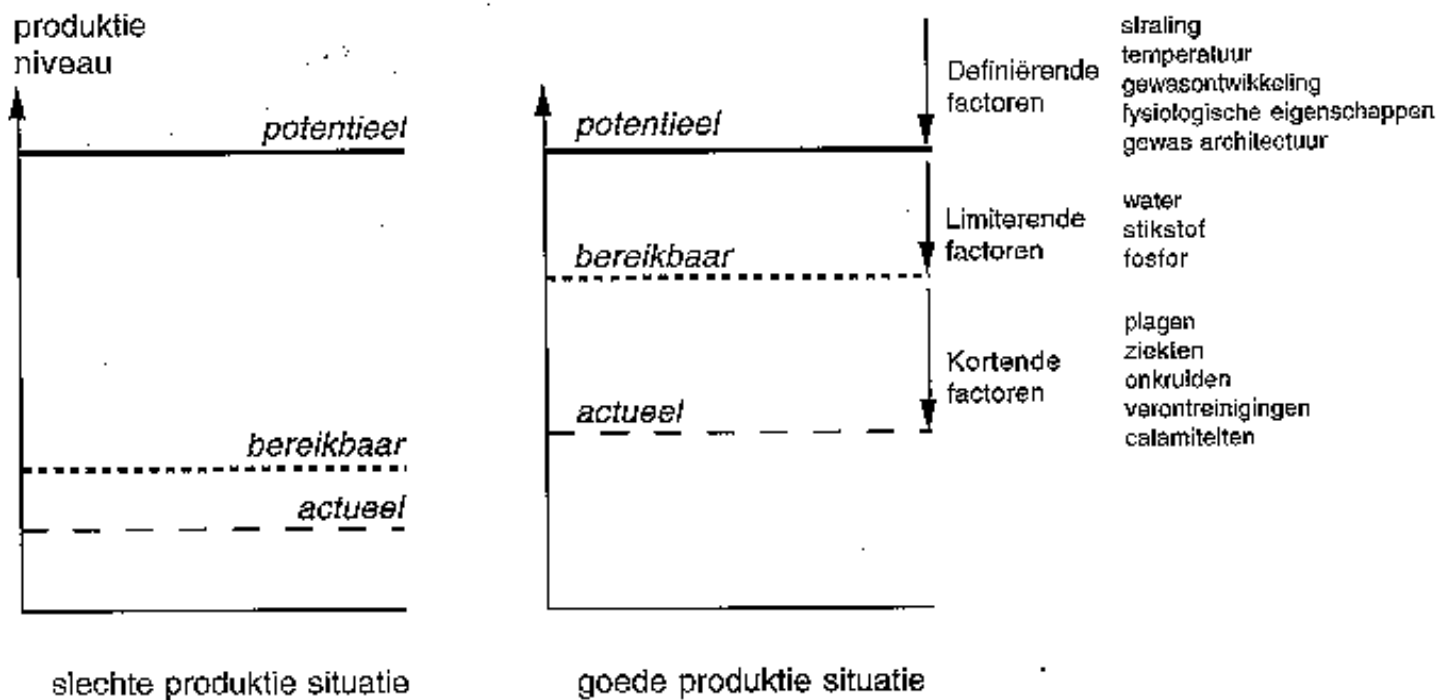 produktie
niveau
potentieel
bereikbaar
actueel
slechte produktie situatie
potentieel
bereikbaar
actueel
goede produktie situatie
Definiërende
factoren
straling
temperatuur
gewasontwikkeling
fysiologische eigenschappen
gewas architectuur
Limiterende
factoren
water
stikstof
fosfor
Kortende
factoren
plagen
ziekten
onkruiden
verontreinigingen
calamiteiten